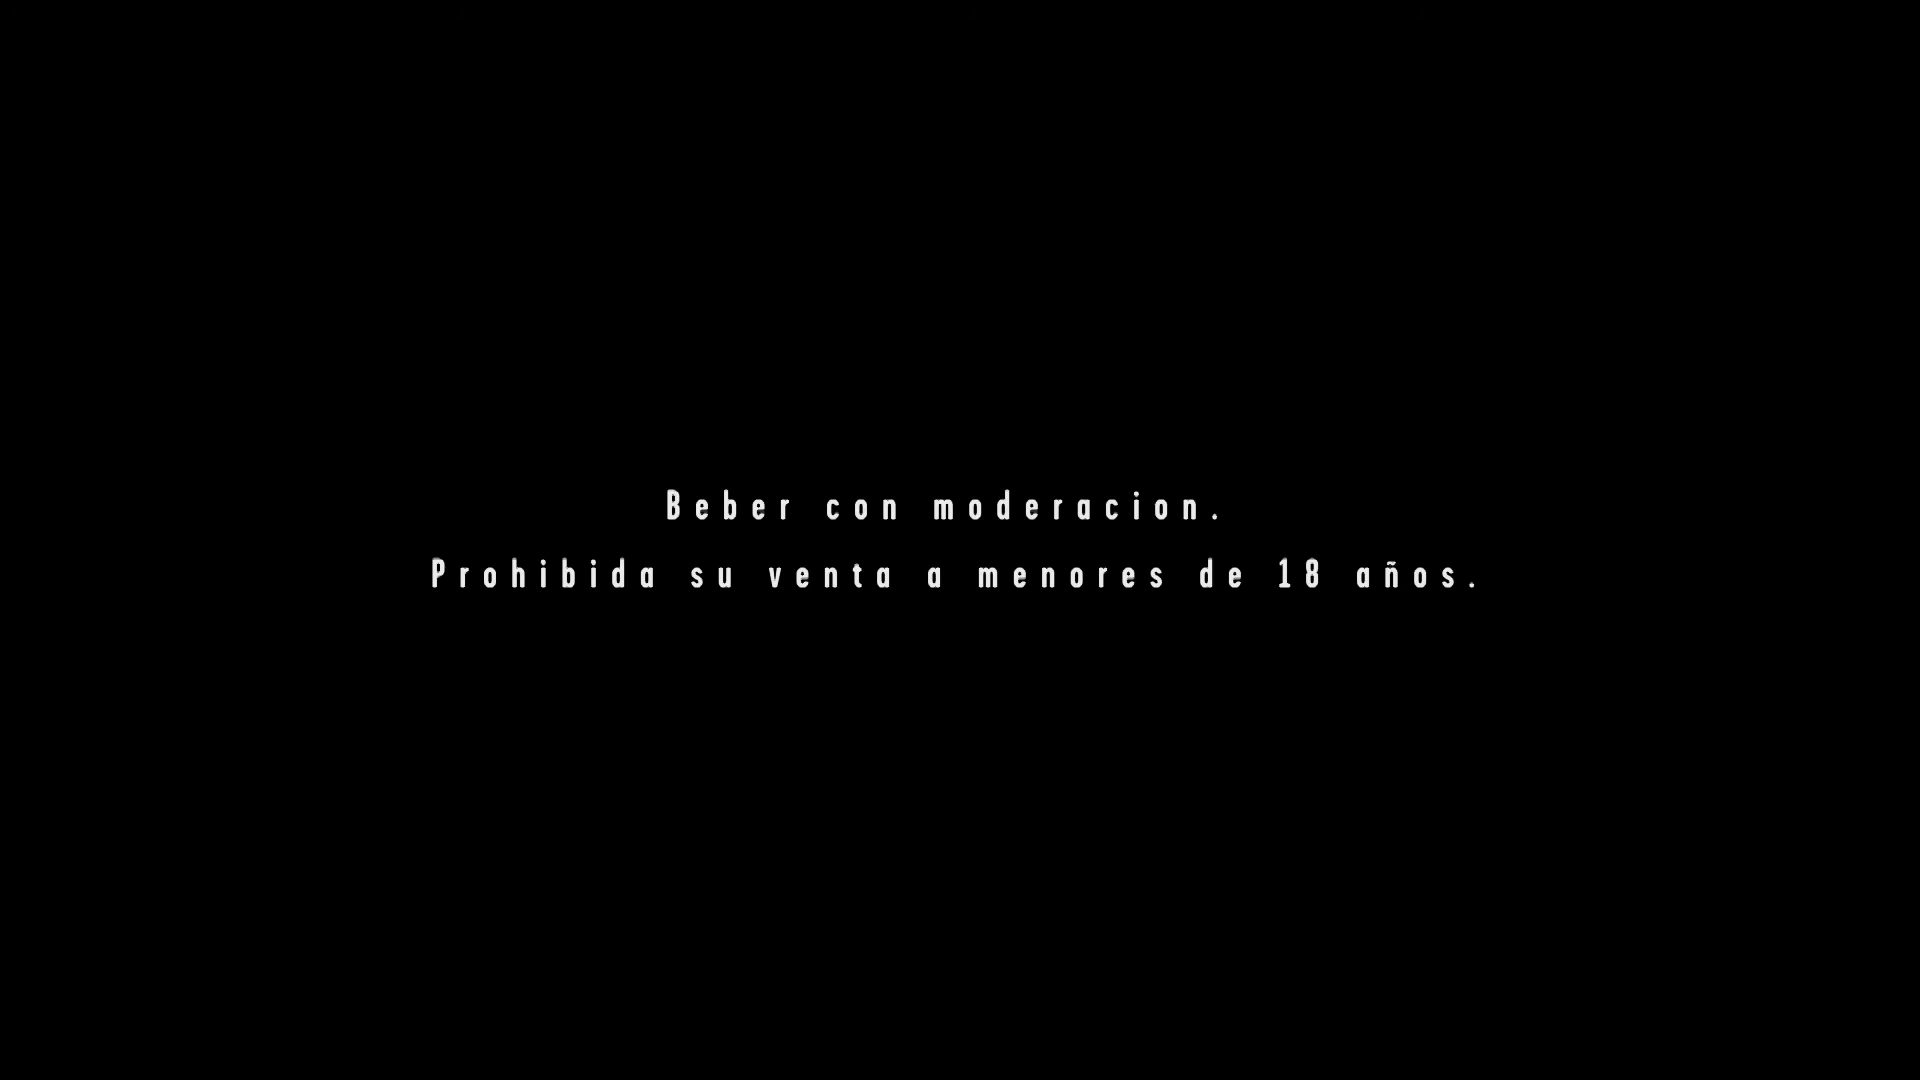 Beber con moderacion.
Prohibida su venta a menores de 18 años.